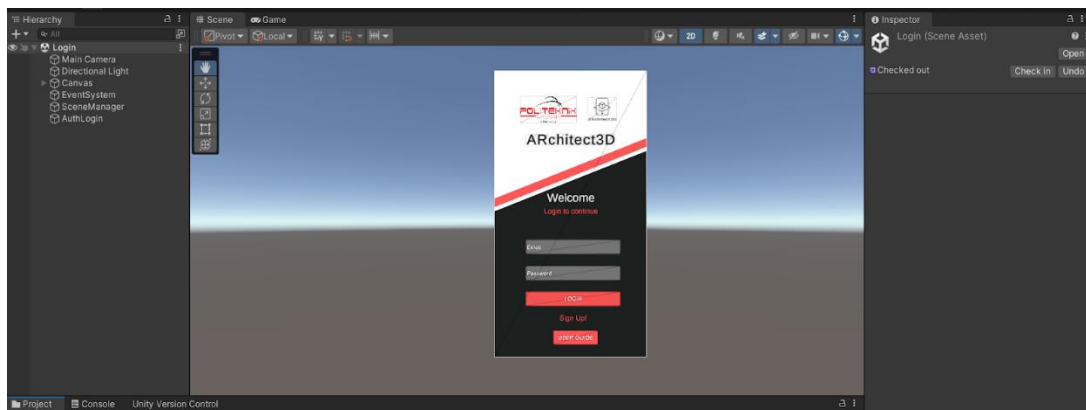 Hierarchy
All
Login
Main Camera
Directional Light
Canvas
EventSystem
SceneManager
AuthLogin
Scene
Game
Pivot
Local
2D
POLITEKNIK
ARchitect3D
Welcome
Login to continue
Email
Password
LOGIN
Sign Up!
USER GUIDE
Inspector
Login (Scene Asset)
Open
Checked out
Check in
Undo
Project
Console
Unity Version Control